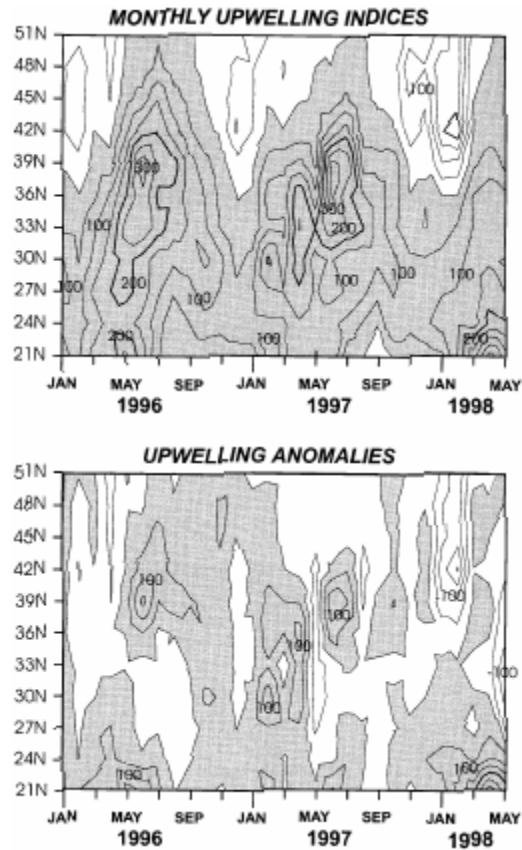 MONTHLY UPWELLING INDICES
51N
48N
-100
45N
42N
39N
300
36N
300
33N
100
200
30N
100
200
100
100
27N
100
100
24N
200
100
200
21N
JAN MAY SEP JAN MAY SEP JAN MAY
1996 1997 1998
UPWELLING ANOMALIES
51N
48N
45N
42N
100
39N
100
-100
36N
100
33N
-100
30N
100
27N
24N
100
100
21N
JAN MAY SEP JAN MAY SEP JAN MAY
1996 1997 1998